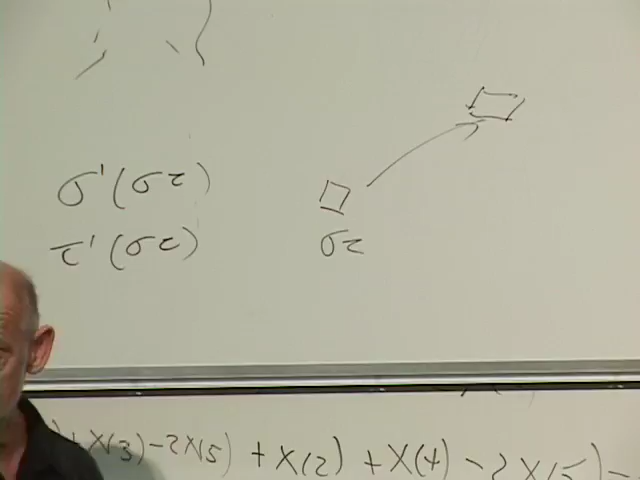 σ'(στ)
τ'(στ)
στ
+ X(3) - 2X(5) + X(2) + X(4) - 2X(5) -